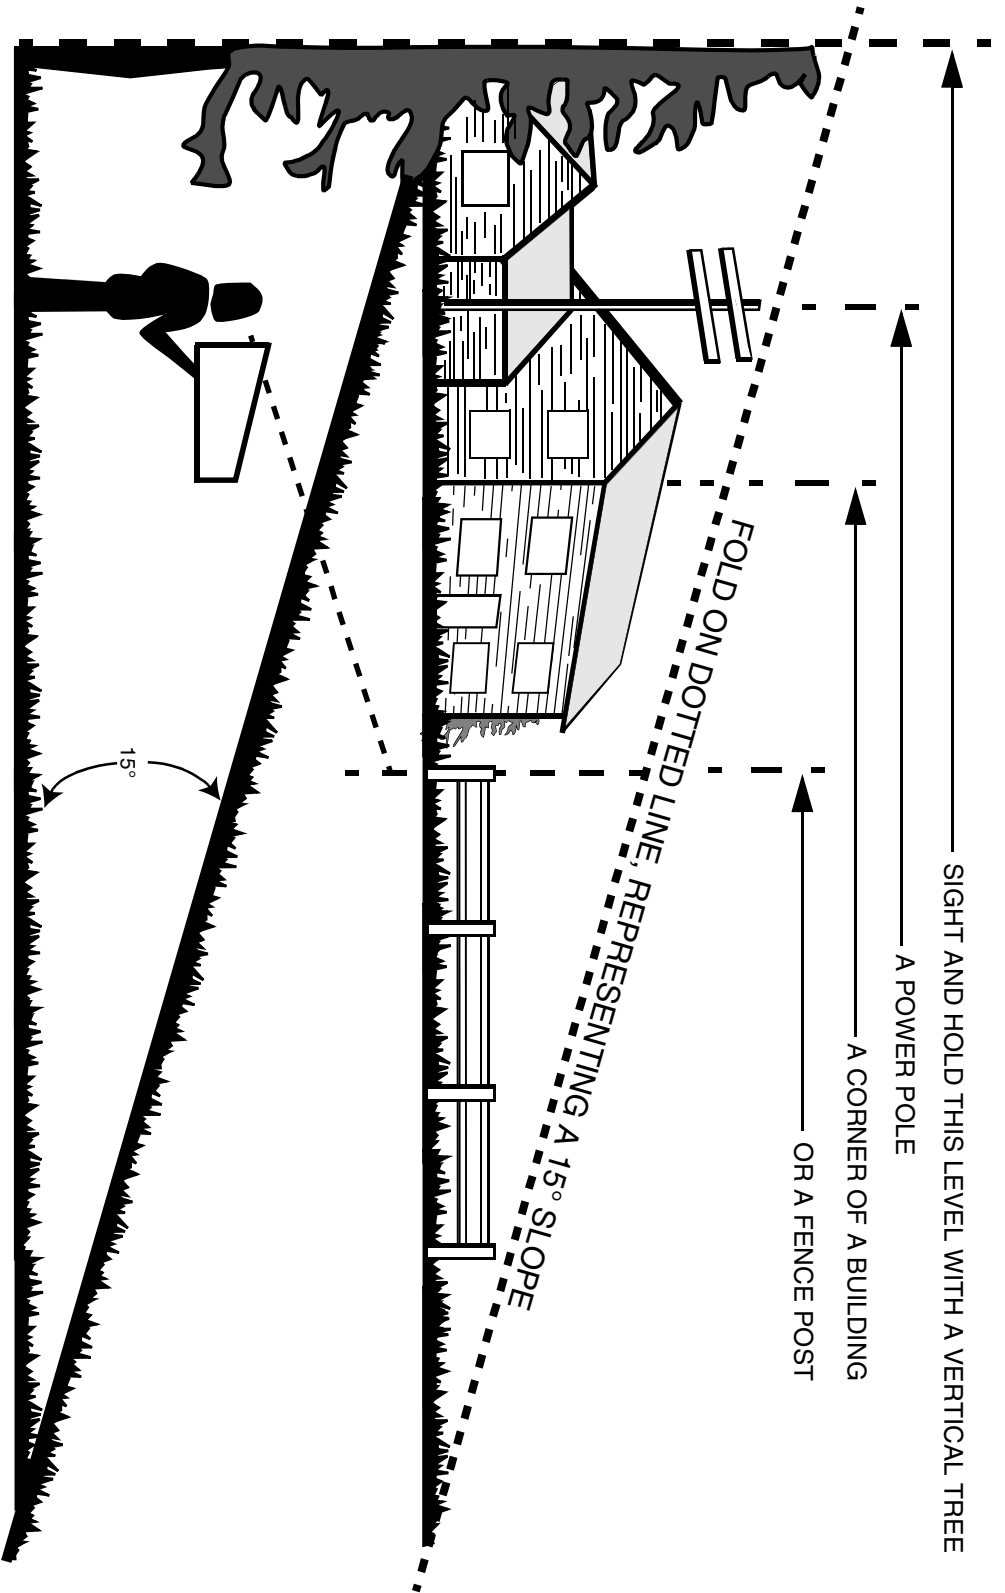 SIGHT AND HOLD THIS LEVEL WITH A VERTICAL TREE
A POWER POLE
A CORNER OF A BUILDING
OR A FENCE POST
FOLD ON DOTTED LINE, REPRESENTING A 15° SLOPE
15°